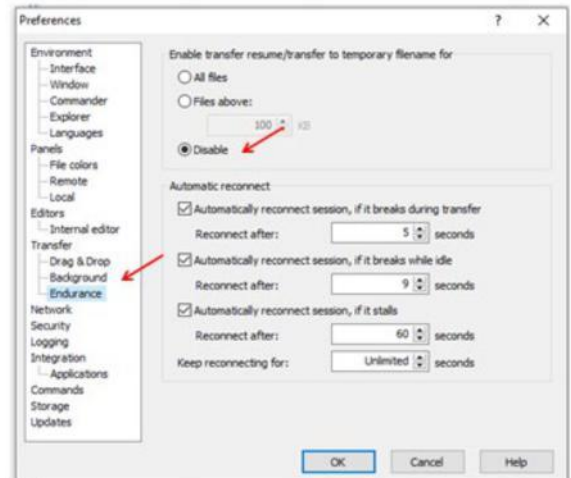 Preferences
?
Environment
Interface
Window
Commander
Explorer
Languages
Panels
File colors
Remote
Local
Editors
Internal editor
Transfer
Drag & Drop
Background
Endurance
Network
Security
Logging
Integration
Applications
Commands
Storage
Updates
Enable transfer resume/transfer to temporary filename for
All files
Files above:
100 KB
Disable
Automatic reconnect
Automatically reconnect session, if it breaks during transfer
Reconnect after: 5 seconds
Automatically reconnect session, if it breaks while idle
Reconnect after: 9 seconds
Automatically reconnect session, if it stalls
Reconnect after: 60 seconds
Keep reconnecting for: Unlimited seconds
OK Cancel Help